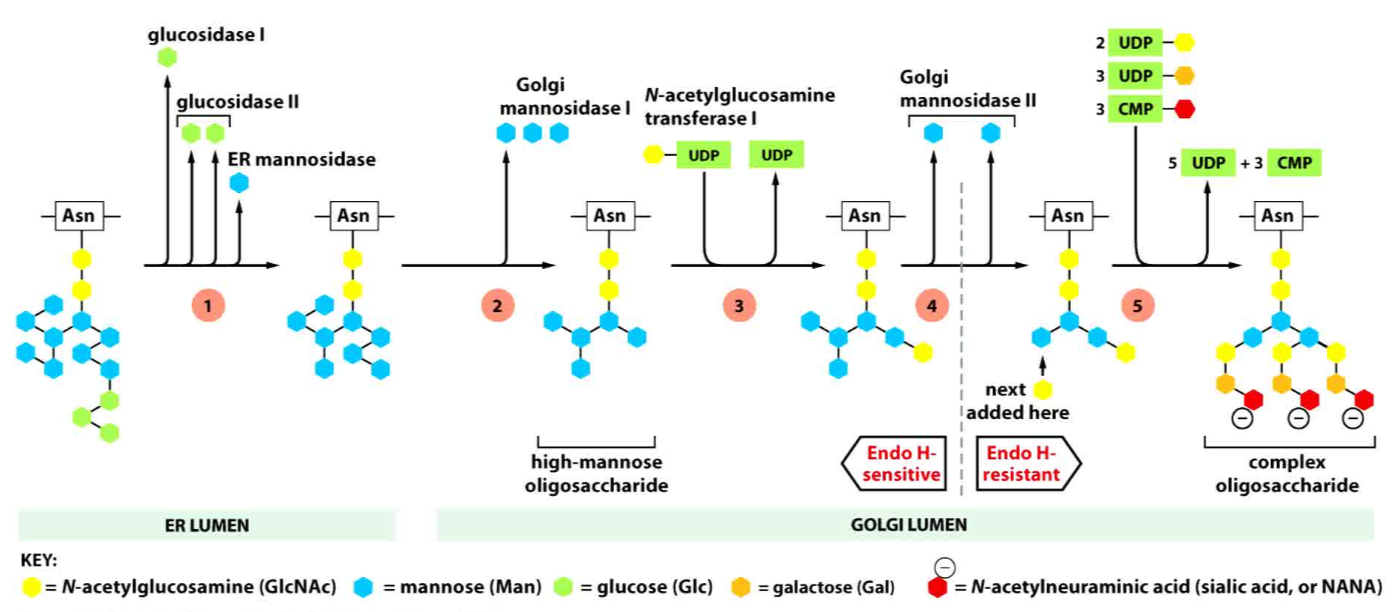 glucosidase I
glucosidase II
ER mannosidase
Golgi
mannosidase I
N-acetylglucosamine
transferase I
UDP
UDP
Golgi
mannosidase II
2 UDP
3 UDP
3 CMP
5 UDP + 3 CMP
Asn
Asn
Asn
Asn
Asn
Asn
1
2
3
4
5
next
added here
high-mannose
oligosaccharide
Endo H-
sensitive
Endo H-
resistant
complex
oligosaccharide
ER LUMEN
GOLGI LUMEN
KEY:
= N-acetylglucosamine (GlcNAc)
= mannose (Man)
= glucose (Glc)
= galactose (Gal)
= N-acetylneuraminic acid (sialic acid, or NANA)